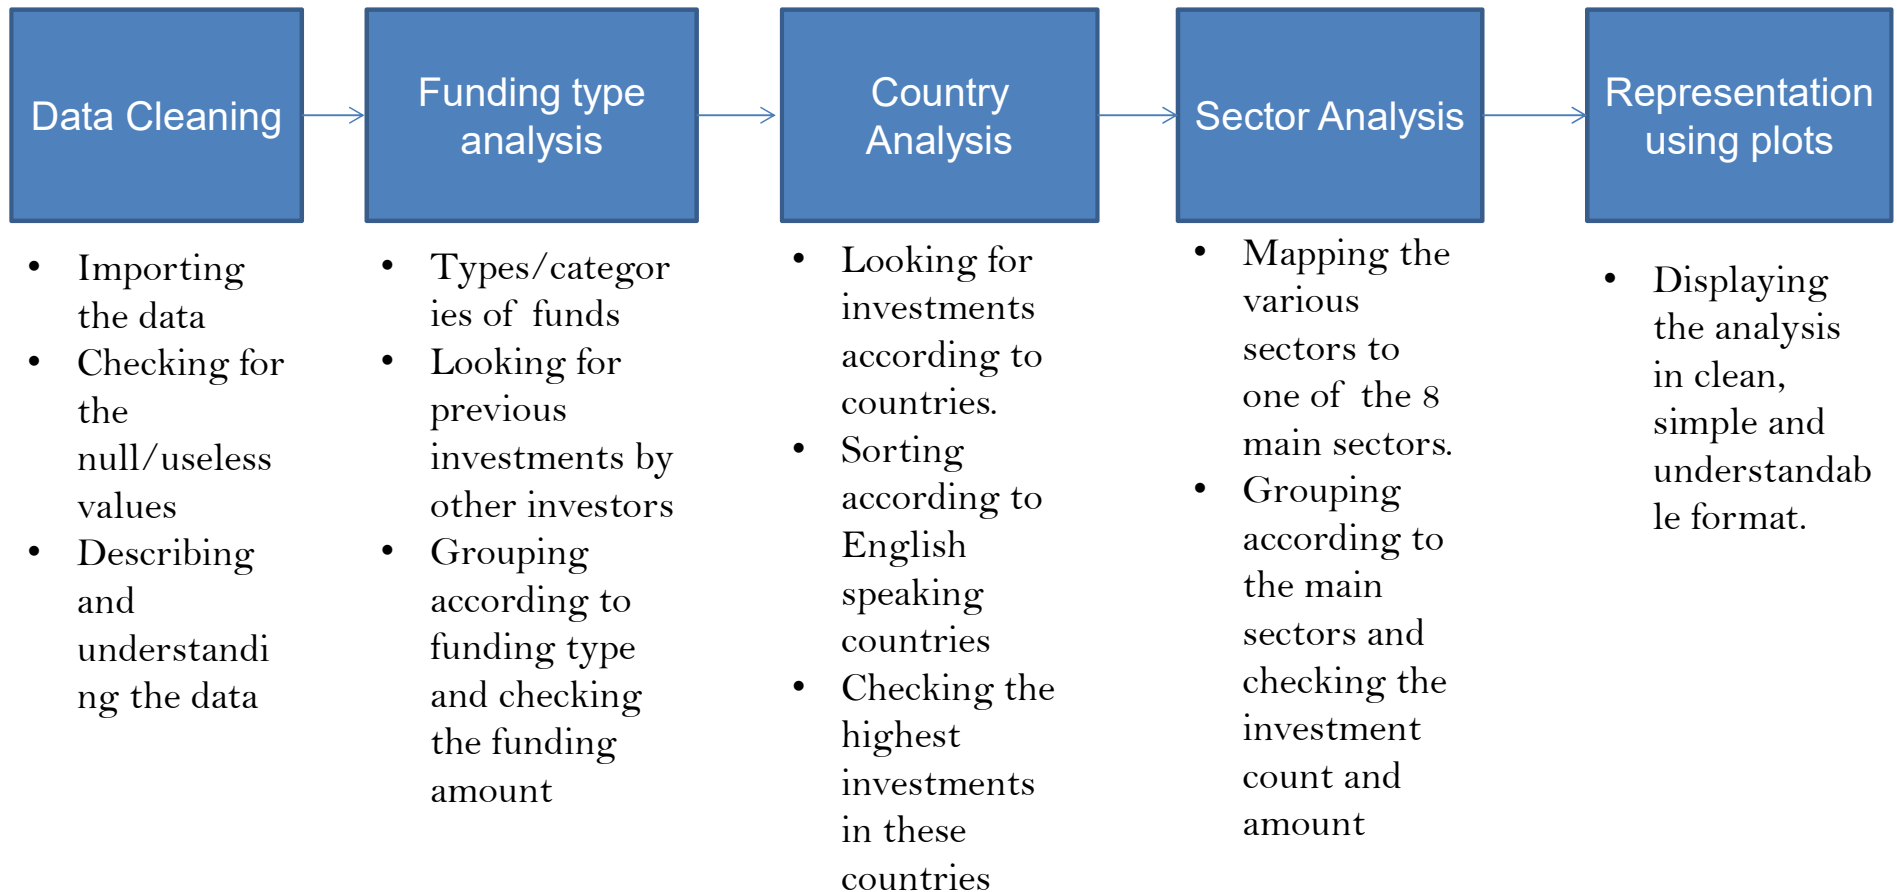 Data Cleaning
Funding type
analysis
Country
Analysis
Sector Analysis
Representation
using plots
• Importing
the data
• Checking for
the
null/useless
values
• Describing
and
understandi
ng the data
• Types/categor
ies of funds
• Looking for
previous
investments by
other investors
• Grouping
according to
funding type
and checking
the funding
amount
• Looking for
investments
according to
countries.
• Sorting
according to
English
speaking
countries
• Checking the
highest
investments
in these
countries
• Mapping the
various
sectors to
one of the 8
main sectors.
• Grouping
according to
the main
sectors and
checking the
investment
count and
amount
• Displaying
the analysis
in clean,
simple and
understandab
le format.